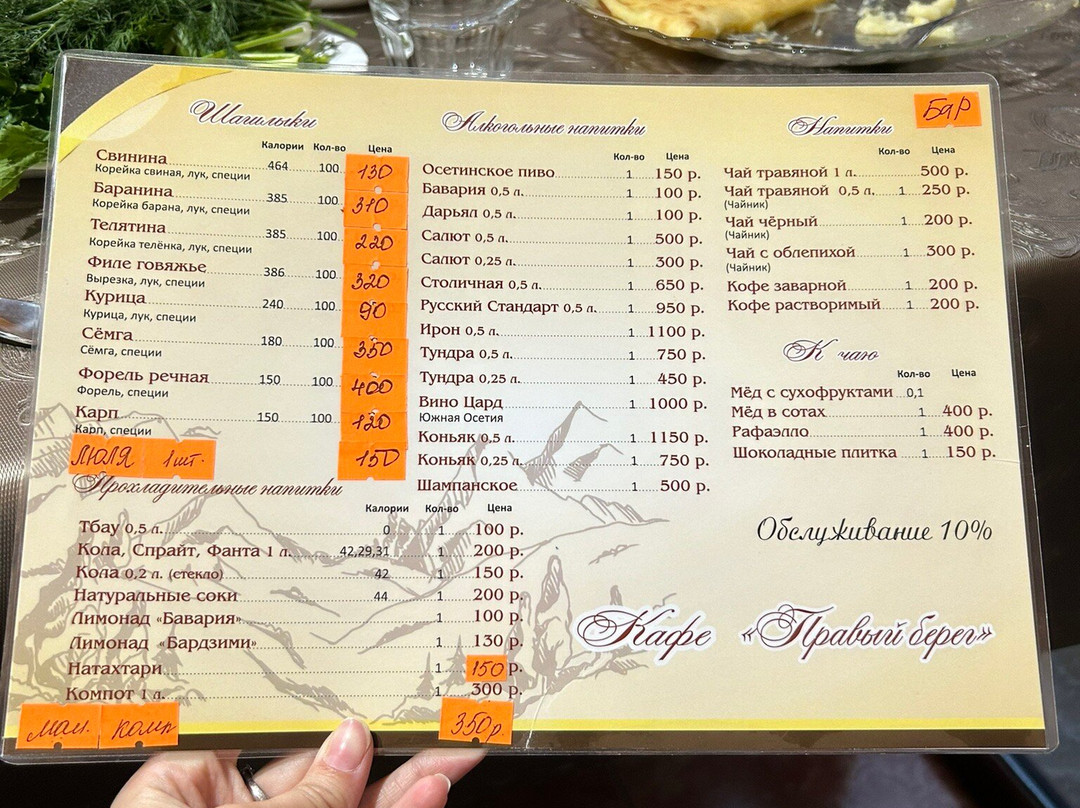 Бар
Шашлыки
Калории Кол-во Цена
Свинина 464 100 130
Корейка свиная, лук, специи
Баранина 385 100 310
Корейка барана, лук, специи
Телятина 385 100 220
Корейка телёнка, лук, специи
Филе говяжье 386 100 320
Вырезка, лук, специи
Курица 240 100 90
Курица, лук, специи
Сёмга 180 100 350
Сёмга, специи
Форель речная 150 100 400
Форель, специи
Карп 150 100 120
Карп, специи
Люля 1 шт. 150
Прохладительные напитки
Калории Кол-во Цена
Тбау 0,5 л. 0 1 100 р.
Кола, Спрайт, Фанта 1 л. 42,29,31 1 200 р.
Кола 0,2 л. (стекло) 42 1 150 р.
Натуральные соки 44 1 200 р.
Лимонад «Бавария» 1 100 р.
Лимонад «Бардзими» 1 130 р.
Натахтари 1 150 р.
Компот 1 л. 1 300 р.
350 р.
Алкогольные напитки
Кол-во Цена
Осетинское пиво 1 150 р.
Бавария 0,5 л. 1 100 р.
Дарьял 0,5 л. 1 100 р.
Салют 0,5 л. 1 500 р.
Салют 0,25 л. 1 300 р.
Столичная 0,5 л. 1 650 р.
Русский Стандарт 0,5 л. 1 950 р.
Ирон 0,5 л. 1 1100 р.
Тундра 0,5 л. 1 750 р.
Тундра 0,25 л. 1 450 р.
Вино Цард 1 1000 р.
Южная Осетия
Коньяк 0,5 л. 1 1150 р.
Коньяк 0,25 л. 1 750 р.
Шампанское 1 500 р.
Напитки
Кол-во Цена
Чай травяной 1 л. 500 р.
Чай травяной 0,5 л. 1 250 р.
(Чайник)
Чай чёрный 1 200 р.
(Чайник)
Чай с облепихой 1 300 р.
(Чайник)
Кофе заварной 1 200 р.
Кофе растворимый 1 200 р.
К чаю
Кол-во Цена
Мёд с сухофруктами 0,1
Мёд в сотах 1 400 р.
Рафаэлло 1 400 р.
Шоколадные плитка 1 150 р.
Обслуживание 10%
Кафе «Правый берег»